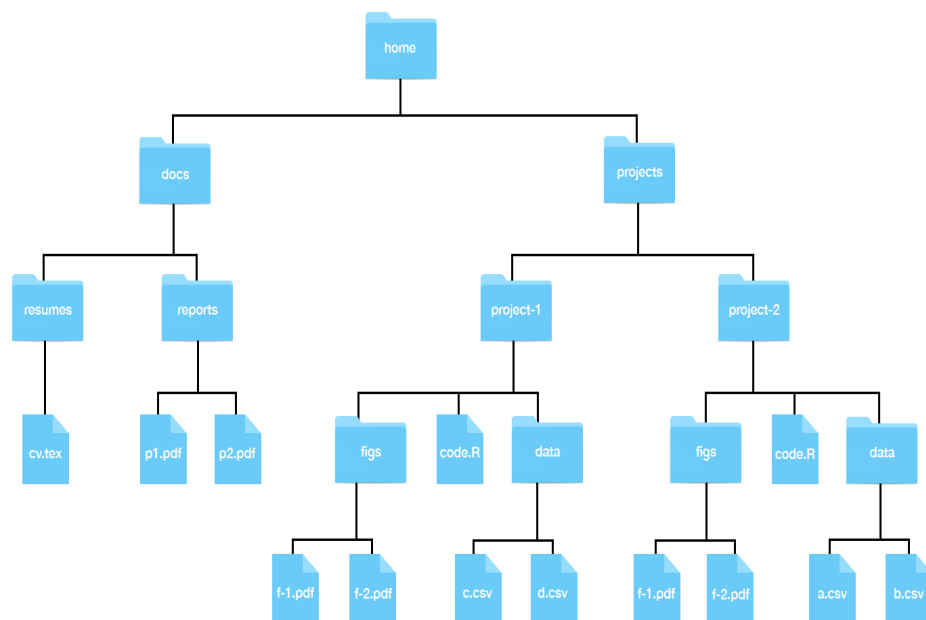 home
docs
projects
resumes
reports
project-1
project-2
cv.tex
p1.pdf
p2.pdf
figs
code.R
data
figs
code.R
data
f-1.pdf
f-2.pdf
c.csv
d.csv
f-1.pdf
f-2.pdf
a.csv
b.csv